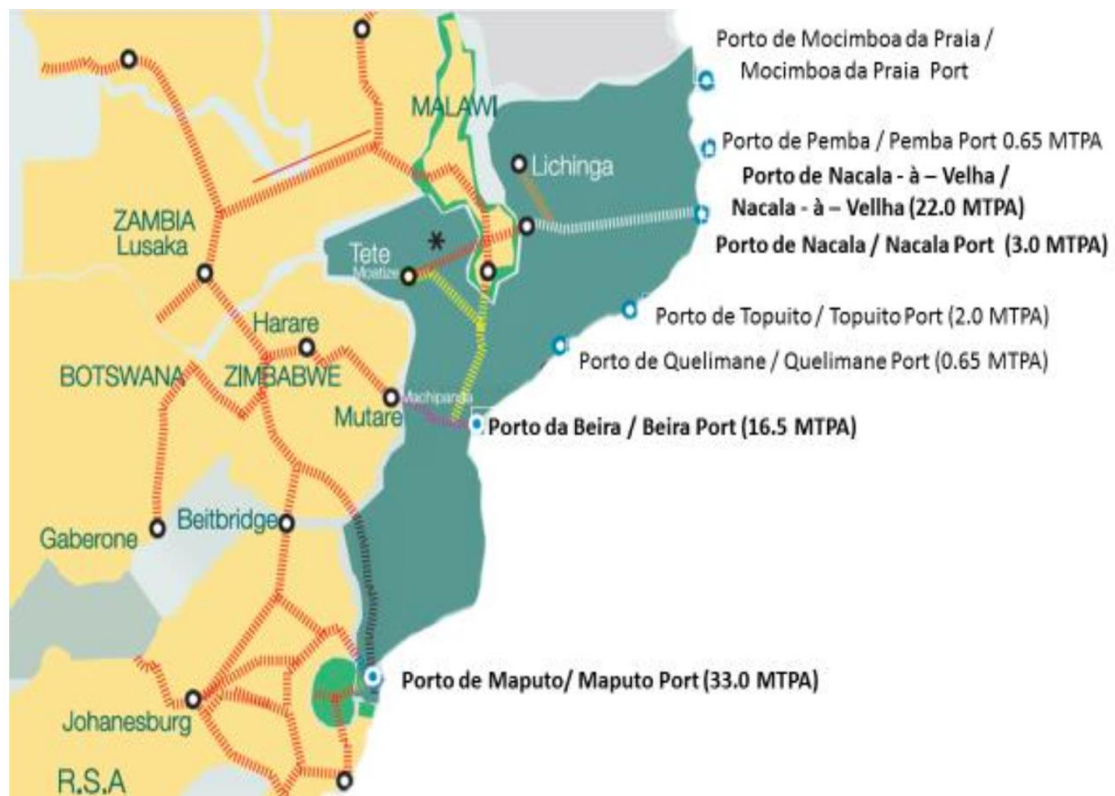 Porto de Mocimboa da Praia /
Mocimboa da Praia Port
MALAWI
Porto de Pemba / Pemba Port 0.65 MTPA
Lichinga
Porto de Nacala - à – Velha /
Nacala - à – Vellha (22.0 MTPA)
ZAMBIA
Lusaka
Porto de Nacala / Nacala Port (3.0 MTPA)
*
Tete
Moatize
Porto de Topuito / Topuito Port (2.0 MTPA)
Harare
Porto de Quelimane / Quelimane Port (0.65 MTPA)
BOTSWANA
ZIMBABWE
Machipanda
Mutare
Porto da Beira / Beira Port (16.5 MTPA)
Beitbridge
Gaberone
Porto de Maputo/ Maputo Port (33.0 MTPA)
Johanesburg
R.S.A